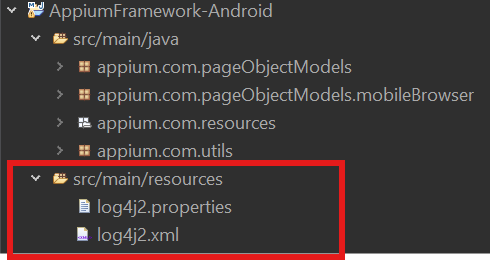 AppiumFramework-Android
src/main/java
appium.com.pageObjectModels
appium.com.pageObjectModels.mobileBrowser
appium.com.resources
appium.com.utils
src/main/resources
log4j2.properties
log4j2.xml